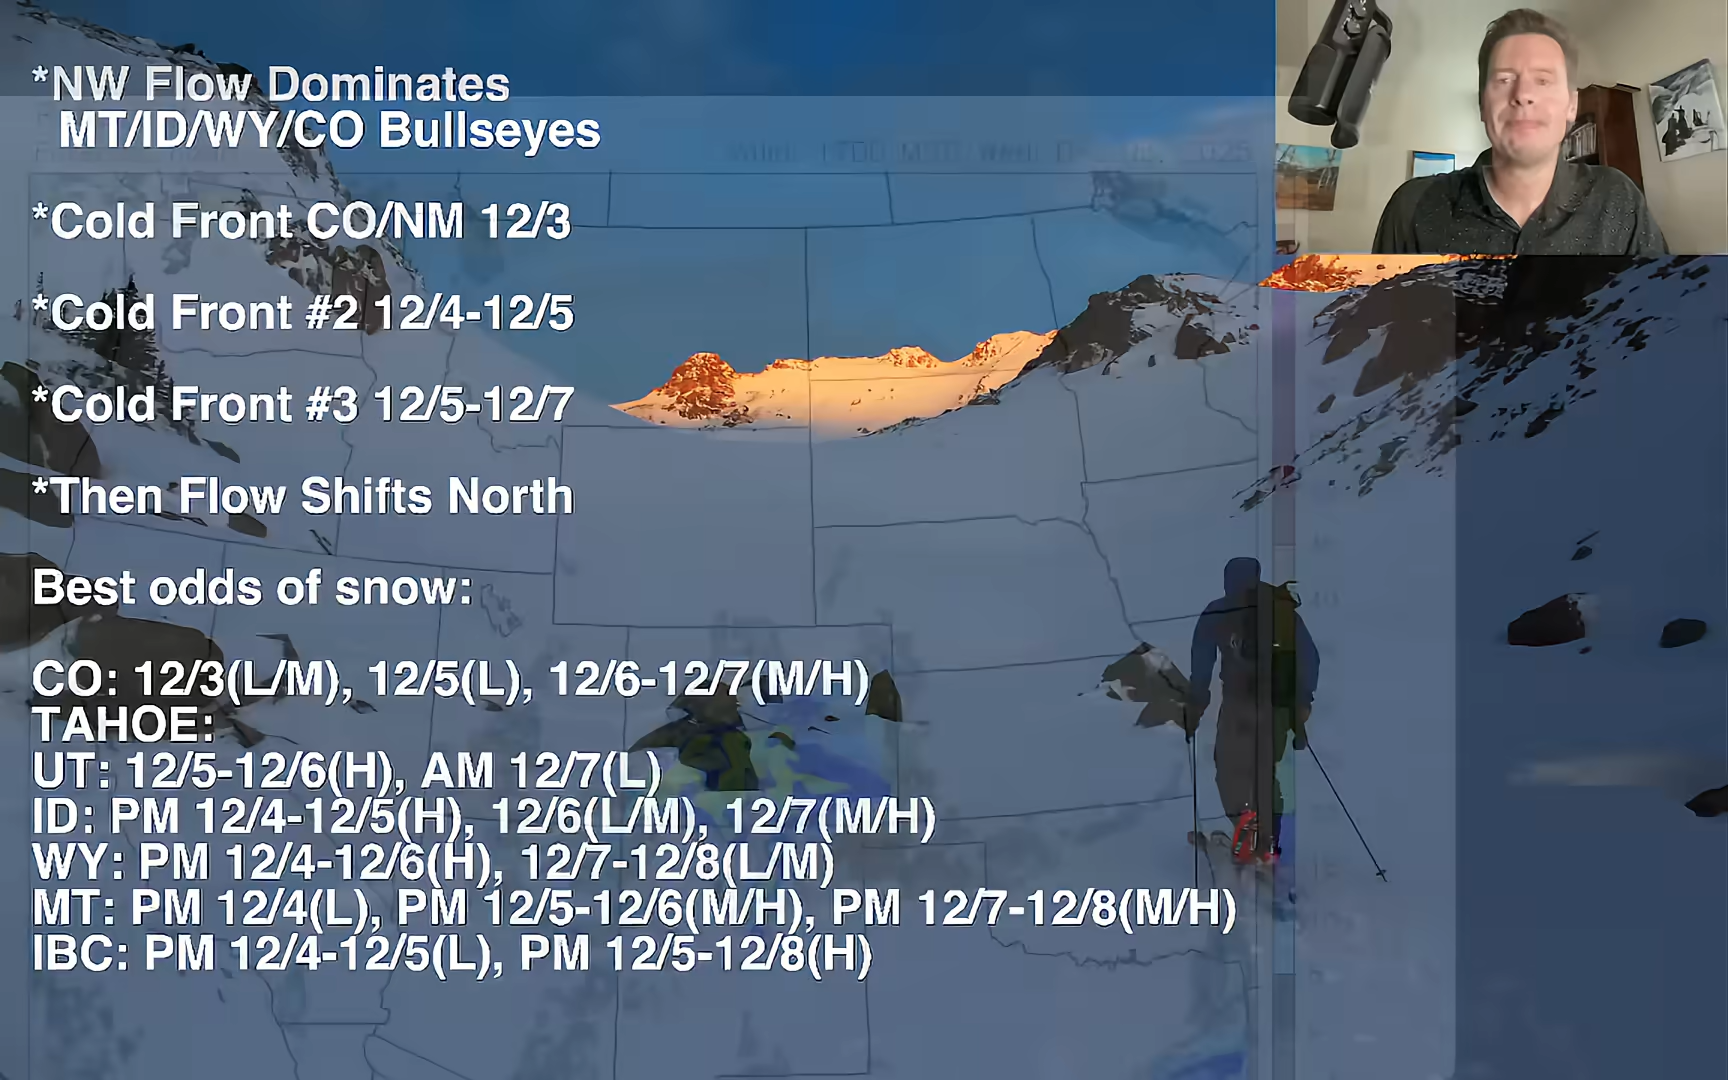 *NW Flow Dominates
MT/ID/WY/CO Bullseyes
*Cold Front CO/NM 12/3
*Cold Front #2 12/4-12/5
*Cold Front #3 12/5-12/7
*Then Flow Shifts North
Best odds of snow:
CO: 12/3(L/M), 12/5(L), 12/6-12/7(M/H)
TAHOE:
UT: 12/5-12/6(H), AM 12/7(L)
ID: PM 12/4-12/5(H), 12/6(L/M), 12/7(M/H)
WY: PM 12/4-12/6(H), 12/7-12/8(L/M)
MT: PM 12/4(L), PM 12/5-12/6(M/H), PM 12/7-12/8(M/H)
IBC: PM 12/4-12/5(L), PM 12/5-12/8(H)